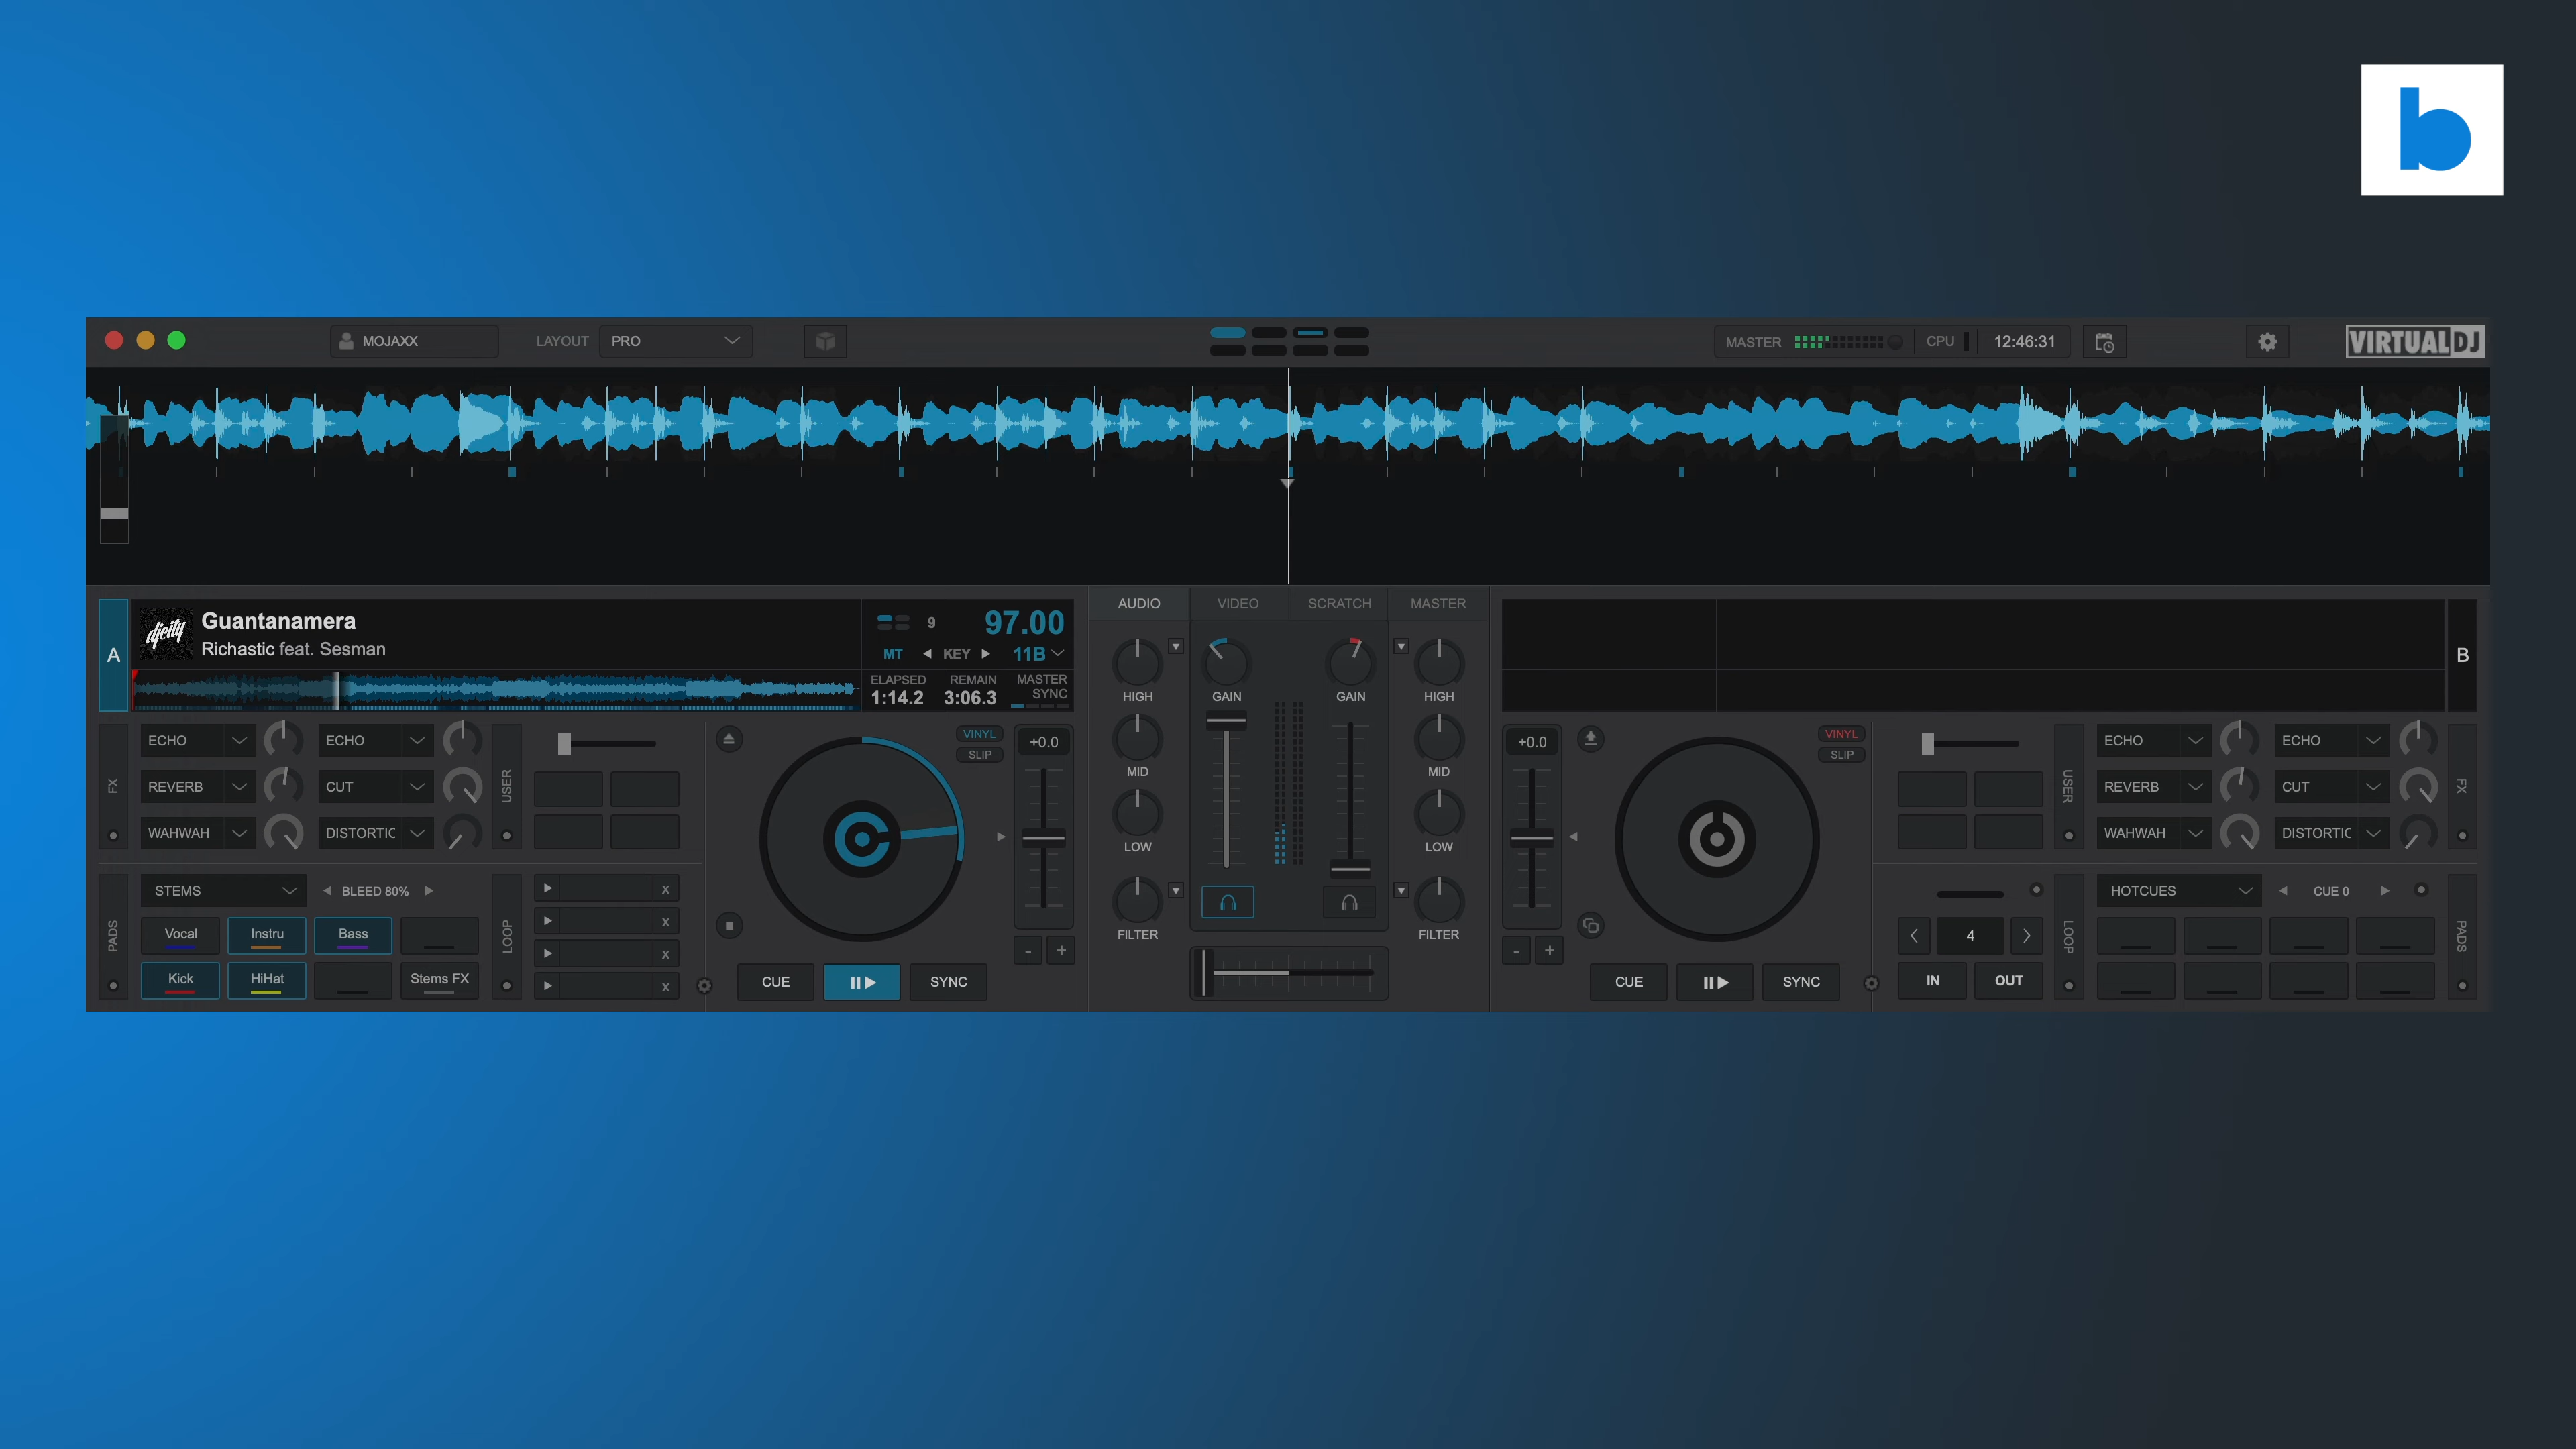 b
MOJAXX
LAYOUT
PRO
MASTER
CPU
12:46:31
VIRTUALDJ
A
djcity
Guantanamera
Richastic feat. Sesman
9
97.00
MT
KEY
11B
ELAPSED
1:14.2
REMAIN
3:06.3
MASTER
SYNC
AUDIO
VIDEO
SCRATCH
MASTER
B
FX
ECHO
ECHO
REVERB
CUT
WAHWAH
DISTORTIC
USER
VINYL
SLIP
+0.0
HIGH
GAIN
GAIN
HIGH
MID
MID
LOW
LOW
FILTER
FILTER
+0.0
VINYL
SLIP
USER
ECHO
ECHO
REVERB
CUT
WAHWAH
DISTORTIC
FX
PADS
STEMS
BLEED 80%
Vocal
Instru
Bass
Kick
HiHat
Stems FX
LOOP
x
x
x
x
CUE
SYNC
- +
- +
CUE
SYNC
4
IN
OUT
LOOP
HOTCUES
CUE 0
PADS